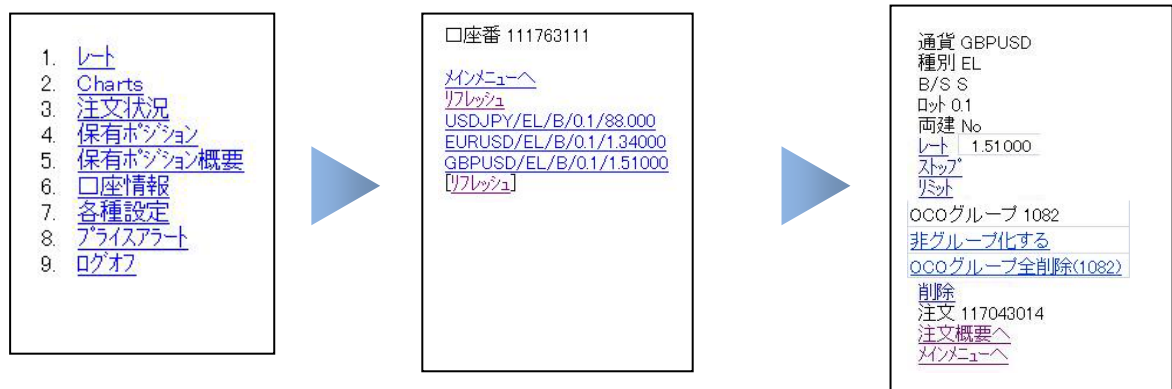 1. レート
2. Charts
3. 注文状況
4. 保有ポジション
5. 保有ポジション概要
6. 口座情報
7. 各種設定
8. プライスアラート
9. ログオフ
口座番 111763111
メインメニューへ
リフレッシュ
USDJPY/EL/B/0.1/88.000
EURUSD/EL/B/0.1/1.34000
GBPUSD/EL/B/0.1/1.51000
[リフレッシュ]
通貨 GBPUSD
種別 EL
B/S S
ロット 0.1
両建 No
レート 1.51000
ストップ
リミット
OCOグループ 1082
非グループ化する
OCOグループ全削除(1082)
削除
注文 117043014
注文概要へ
メインメニューへ